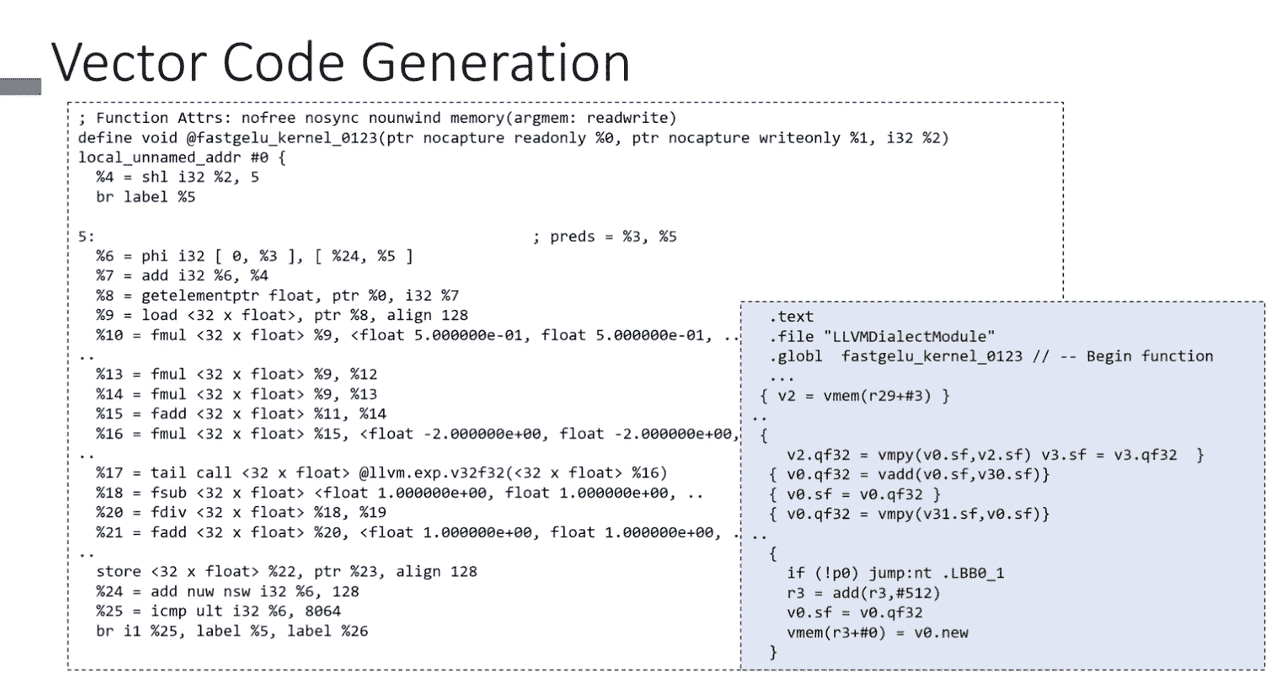 Vector Code Generation
; Function Attrs: nofree nosync nounwind memory(argmem: readwrite)
define void @fastgelu_kernel_0123(ptr nocapture readonly %0, ptr nocapture writeonly %1, i32 %2)
local_unnamed_addr #0 {
%4 = shl i32 %2, 5
br label %5
5: ; preds = %3, %5
%6 = phi i32 [ 0, %3 ], [ %24, %5 ]
%7 = add i32 %6, %4
%8 = getelementptr float, ptr %0, i32 %7
%9 = load <32 x float>, ptr %8, align 128
%10 = fmul <32 x float> %9, <float 5.000000e-01, float 5.000000e-01, ..
..
%13 = fmul <32 x float> %9, %12
%14 = fmul <32 x float> %9, %13
%15 = fadd <32 x float> %11, %14
%16 = fmul <32 x float> %15, <float -2.000000e+00, float -2.000000e+00,
..
%17 = tail call <32 x float> @llvm.exp.v32f32(<32 x float> %16)
%18 = fsub <32 x float> <float 1.000000e+00, float 1.000000e+00, ..
%20 = fdiv <32 x float> %18, %19
%21 = fadd <32 x float> %20, <float 1.000000e+00, float 1.000000e+00, .
..
store <32 x float> %22, ptr %23, align 128
%24 = add nuw nsw i32 %6, 128
%25 = icmp ult i32 %6, 8064
br i1 %25, label %5, label %26
.text
.file "LLVMDialectModule"
.globl fastgelu_kernel_0123 // -- Begin function
...
{ v2 = vmem(r29+#3) }
..
{
v2.qf32 = vmpy(v0.sf,v2.sf) v3.sf = v3.qf32 }
{ v0.qf32 = vadd(v0.sf,v30.sf)}
{ v0.sf = v0.qf32 }
{ v0.qf32 = vmpy(v31.sf,v0.sf)}
..
{
if (!p0) jump:nt .LBB0_1
r3 = add(r3,#512)
v0.sf = v0.qf32
vmem(r3+#0) = v0.new
}